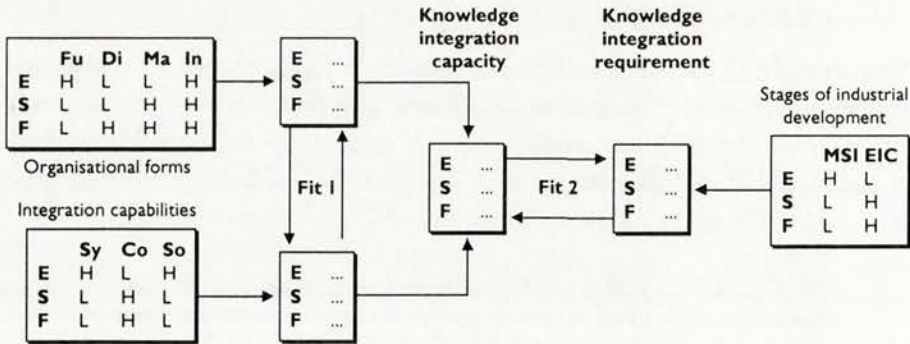 Knowledge
integration
capacity
Knowledge
integration
requirement
Fu Di Ma In
E H L L H
S L L H H
F L H H H
Organisational forms
E ...
S ...
F ...
Fit 1
Integration capabilities
Sy Co So
E H L H
S L H L
F L H L
E ...
S ...
F ...
E ...
S ...
F ...
Fit 2
E ...
S ...
F ...
Stages of industrial
development
MSI EIC
E H L
S L H
F L H